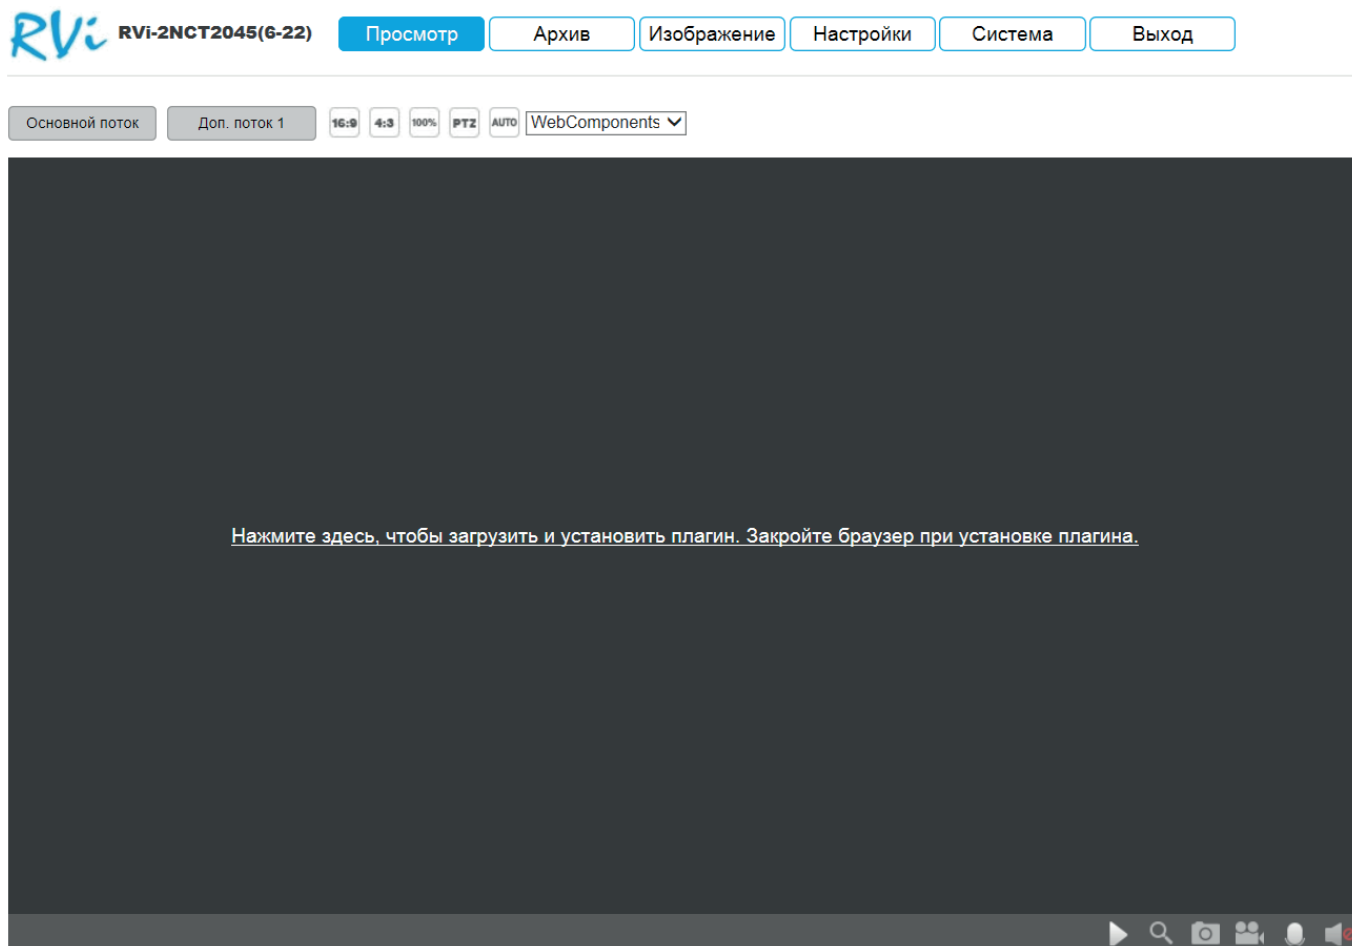 RVi RVi-2NCT2045(6-22) Просмотр Архив Изображение Настройки Система Выход
Основной поток Доп. поток 1 16:9 4:3 100% PTZ AUTO WebComponents
Нажмите здесь, чтобы загрузить и установить плагин. Закройте браузер при установке плагина.